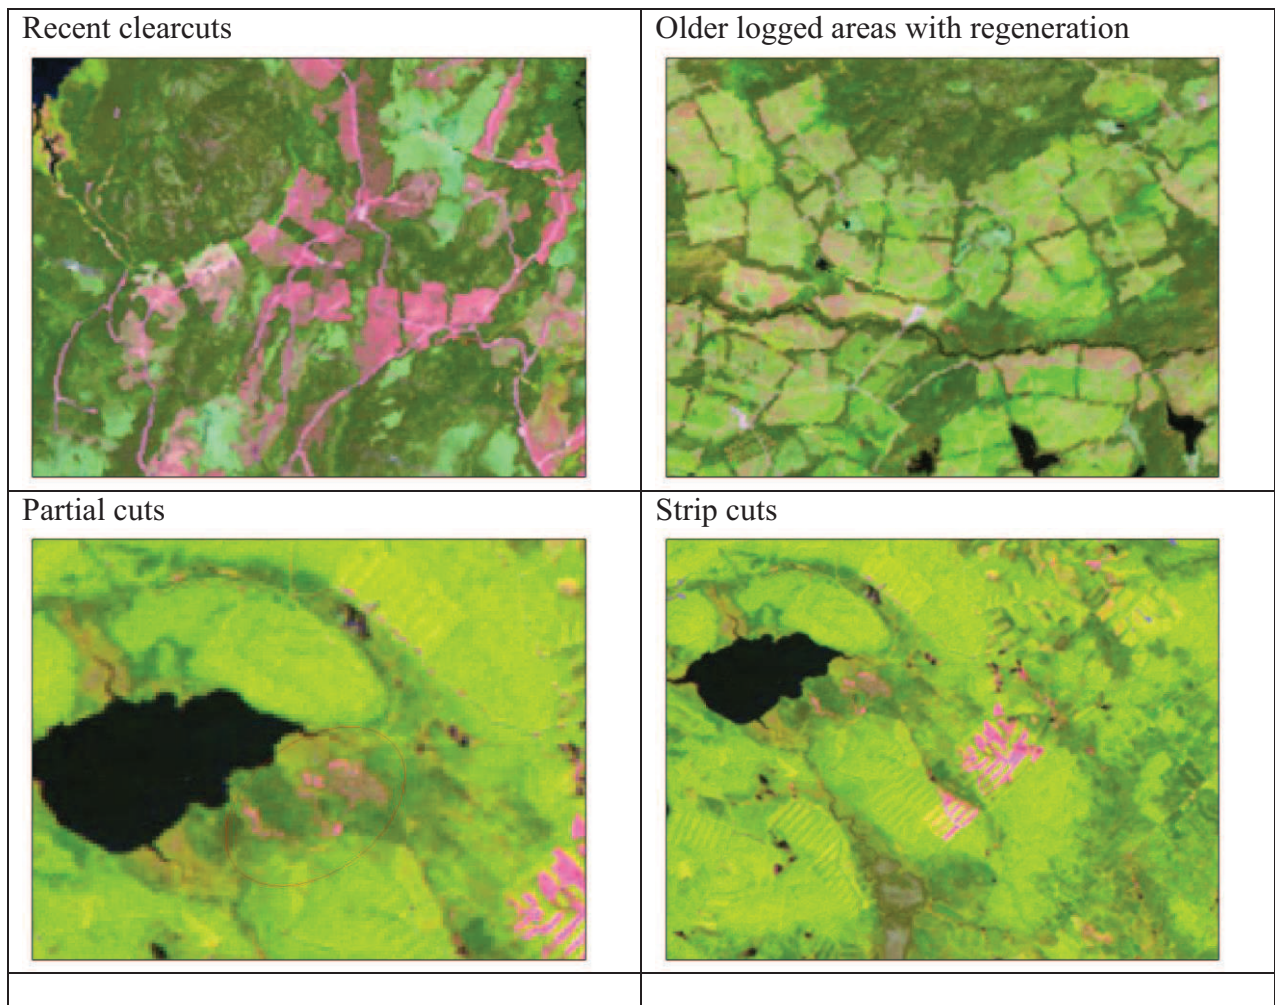 Recent clearcuts
Older logged areas with regeneration
Partial cuts
Strip cuts